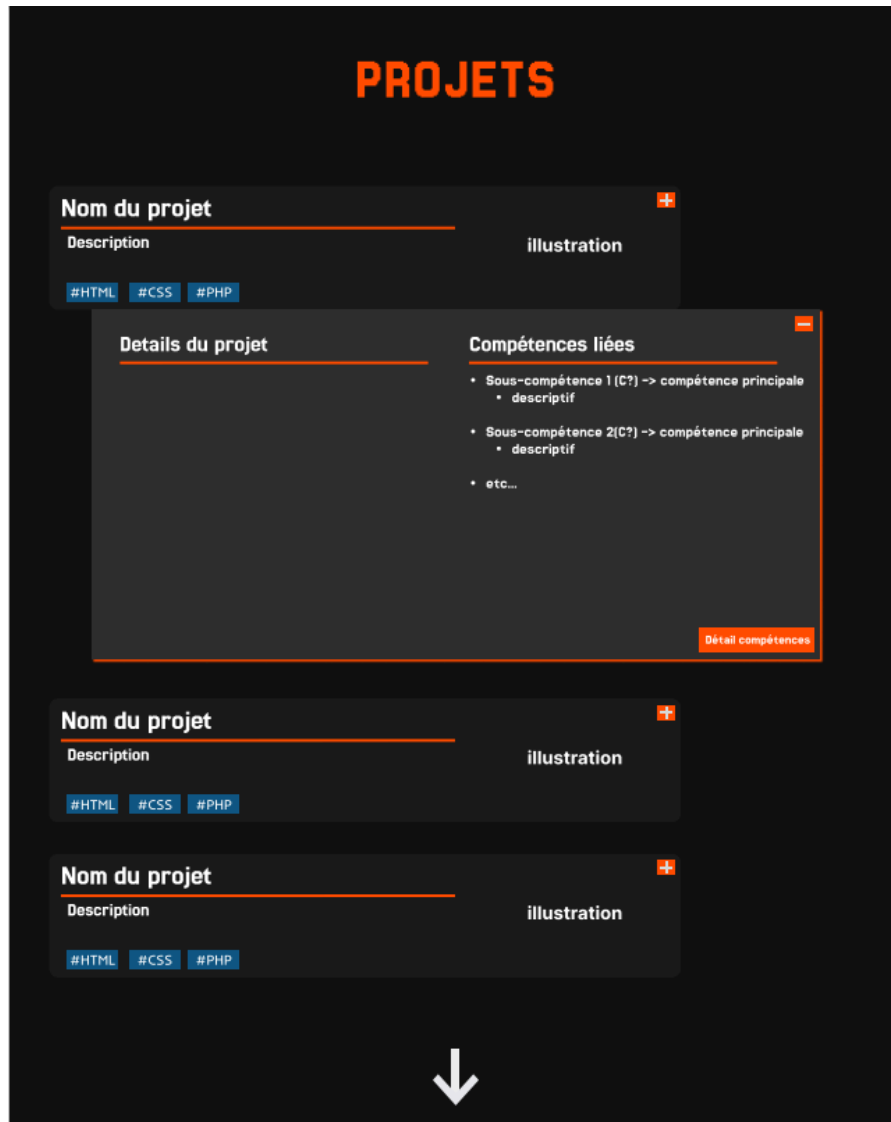 PROJETS
Nom du projet
Description
illustration
#HTML #CSS #PHP
Details du projet
Compétences liées
• Sous-compétence 1 (C?) -> compétence principale
• descriptif
• Sous-compétence 2(C?) -> compétence principale
• descriptif
• etc...
Détail compétences
Nom du projet
Description
illustration
#HTML #CSS #PHP
Nom du projet
Description
illustration
#HTML #CSS #PHP